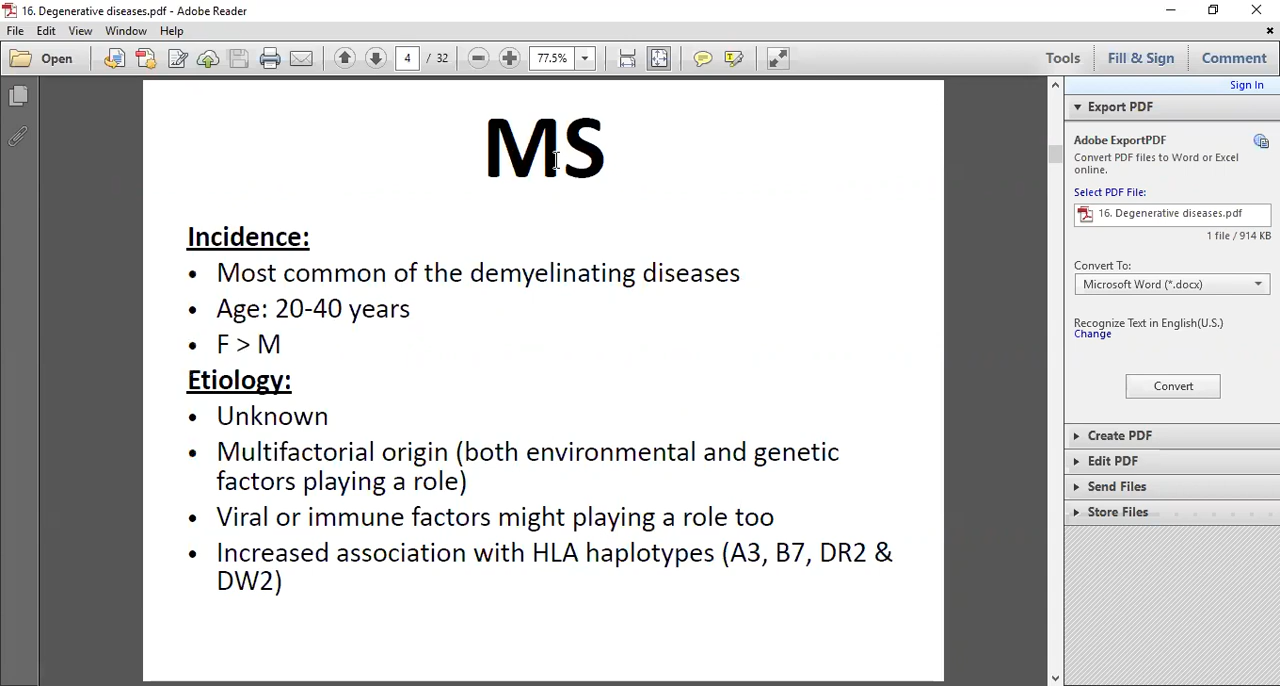 16. Degenerative diseases.pdf - Adobe Reader
File Edit View Window Help
Open 4 / 32 77.5% Tools Fill & Sign Comment
Sign In
MS
Incidence:
• Most common of the demyelinating diseases
• Age: 20-40 years
• F > M
Etiology:
• Unknown
• Multifactorial origin (both environmental and genetic
factors playing a role)
• Viral or immune factors might playing a role too
• Increased association with HLA haplotypes (A3, B7, DR2 &
DW2)
Export PDF
Adobe ExportPDF
Convert PDF files to Word or Excel
online.
Select PDF File:
16. Degenerative diseases.pdf
1 file / 914 KB
Convert To:
Microsoft Word (*.docx)
Recognize Text in English(U.S.)
Change
Convert
Create PDF
Edit PDF
Send Files
Store Files